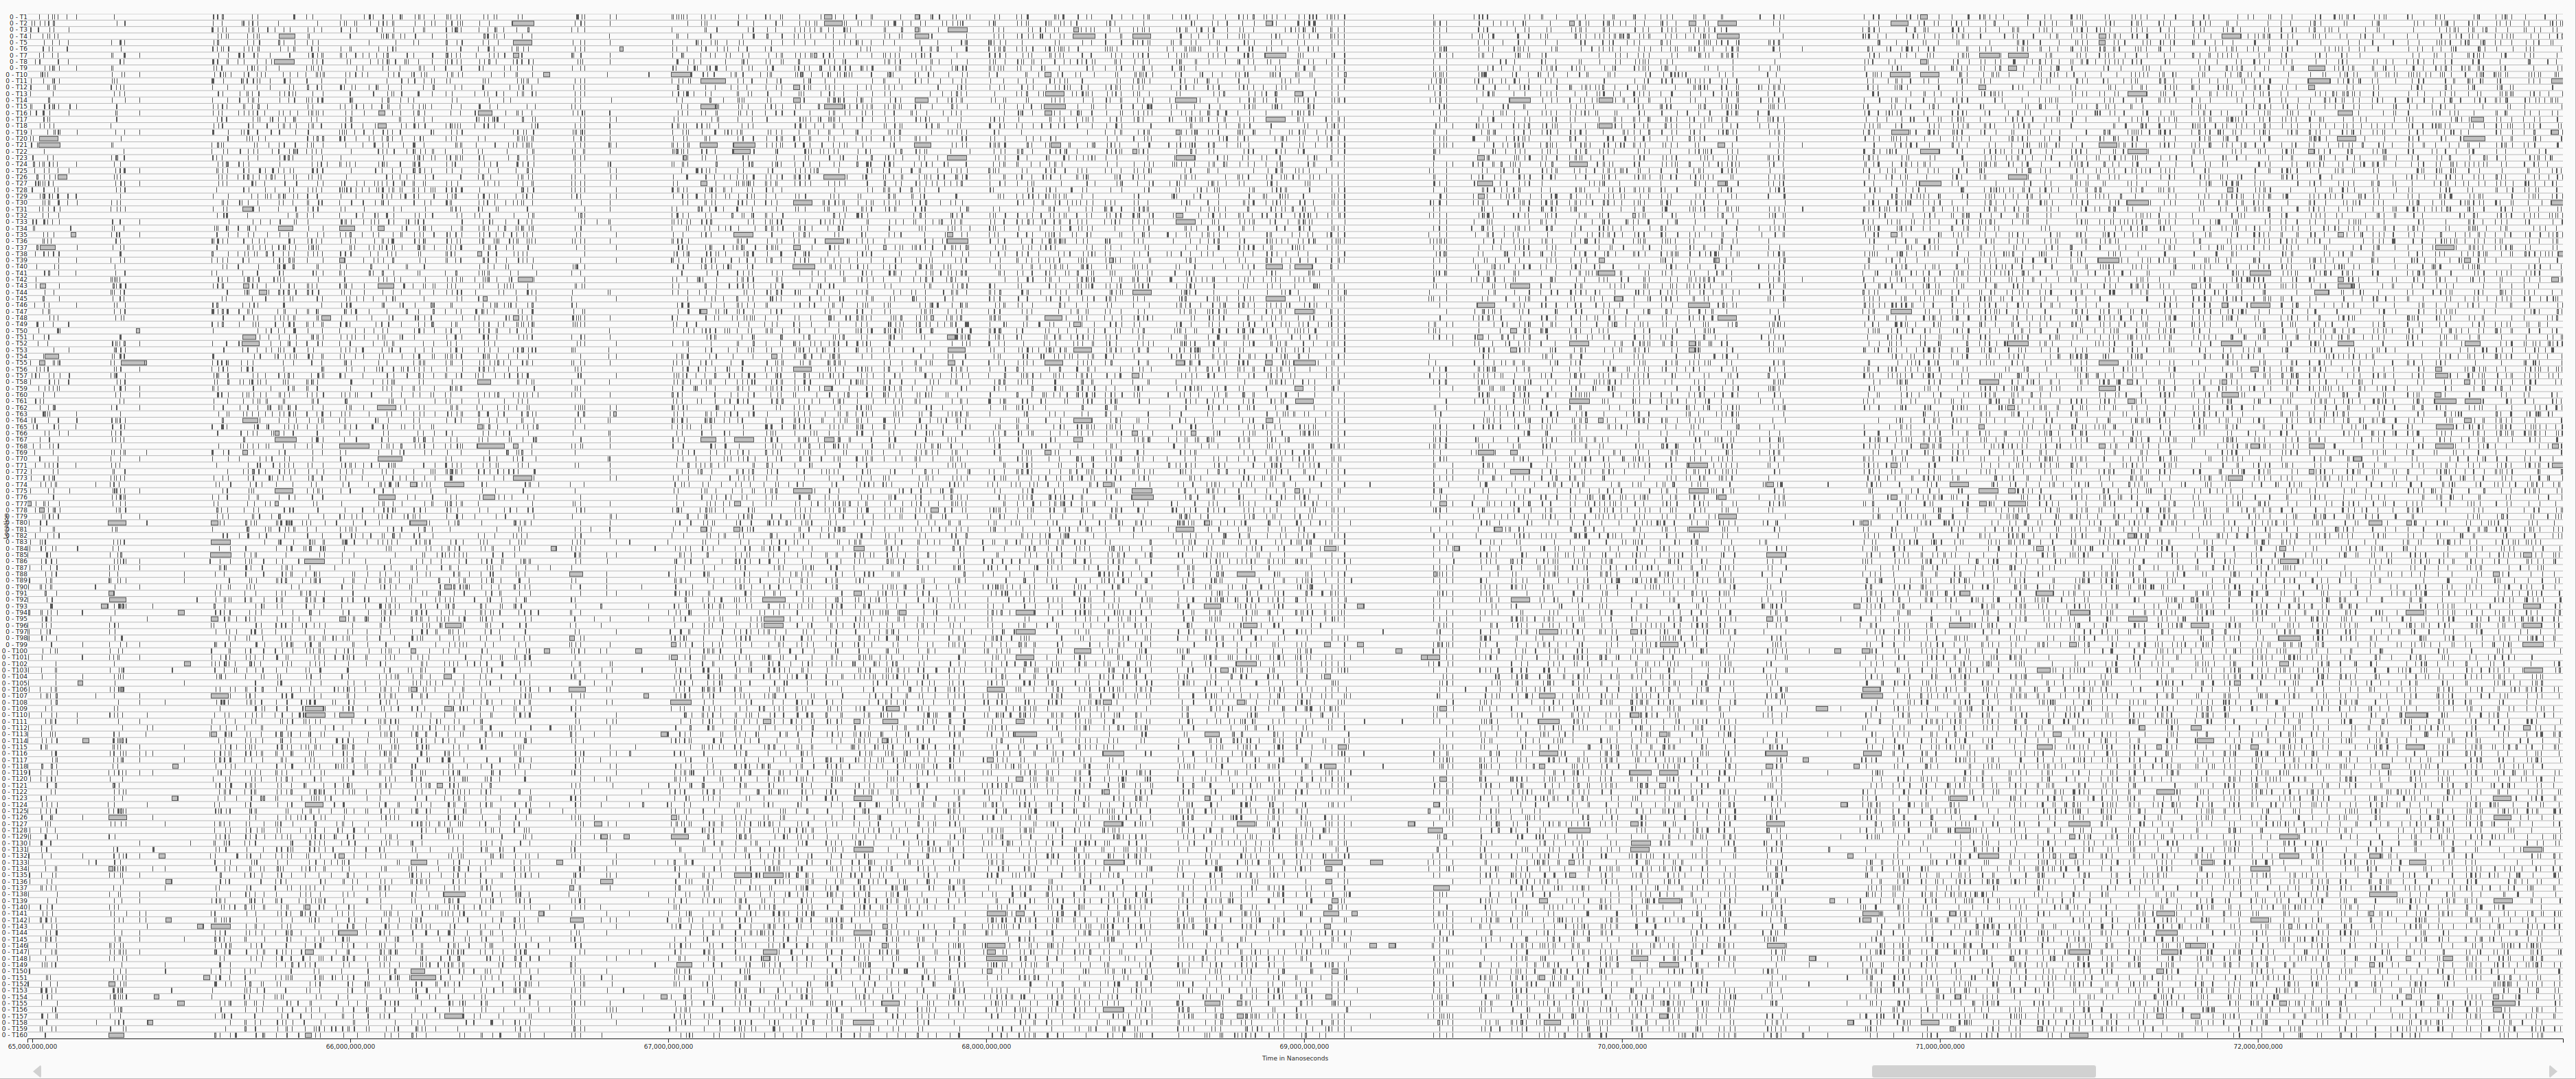 0 - T1
0 - T2
0 - T3
0 - T4
0 - T5
0 - T6
0 - T7
0 - T8
0 - T9
0 - T10
0 - T11
0 - T12
0 - T13
0 - T14
0 - T15
0 - T16
0 - T17
0 - T18
0 - T19
0 - T20
0 - T21
0 - T22
0 - T23
0 - T24
0 - T25
0 - T26
0 - T27
0 - T28
0 - T29
0 - T30
0 - T31
0 - T32
0 - T33
0 - T34
0 - T35
0 - T36
0 - T37
0 - T38
0 - T39
0 - T40
0 - T41
0 - T42
0 - T43
0 - T44
0 - T45
0 - T46
0 - T47
0 - T48
0 - T49
0 - T50
0 - T51
0 - T52
0 - T53
0 - T54
0 - T55
0 - T56
0 - T57
0 - T58
0 - T59
0 - T60
0 - T61
0 - T62
0 - T63
0 - T64
0 - T65
0 - T66
0 - T67
0 - T68
0 - T69
0 - T70
0 - T71
0 - T72
0 - T73
0 - T74
0 - T75
0 - T76
0 - T77
0 - T78
0 - T79
0 - T80
0 - T81
0 - T82
0 - T83
0 - T84
0 - T85
0 - T86
0 - T87
0 - T88
0 - T89
0 - T90
0 - T91
0 - T92
0 - T93
0 - T94
0 - T95
0 - T96
0 - T97
0 - T98
0 - T99
0 - T100
0 - T101
0 - T102
0 - T103
0 - T104
0 - T105
0 - T106
0 - T107
0 - T108
0 - T109
0 - T110
0 - T111
0 - T112
0 - T113
0 - T114
0 - T115
0 - T116
0 - T117
0 - T118
0 - T119
0 - T120
0 - T121
0 - T122
0 - T123
0 - T124
0 - T125
0 - T126
0 - T127
0 - T128
0 - T129
0 - T130
0 - T131
0 - T132
0 - T133
0 - T134
0 - T135
0 - T136
0 - T137
0 - T138
0 - T139
0 - T140
0 - T141
0 - T142
0 - T143
0 - T144
0 - T145
0 - T146
0 - T147
0 - T148
0 - T149
0 - T150
0 - T151
0 - T152
0 - T153
0 - T154
0 - T155
0 - T156
0 - T157
0 - T158
0 - T159
0 - T160
65,000,000,000 66,000,000,000 67,000,000,000 68,000,000,000 69,000,000,000 70,000,000,000 71,000,000,000 72,000,000,000
Time in Nanoseconds